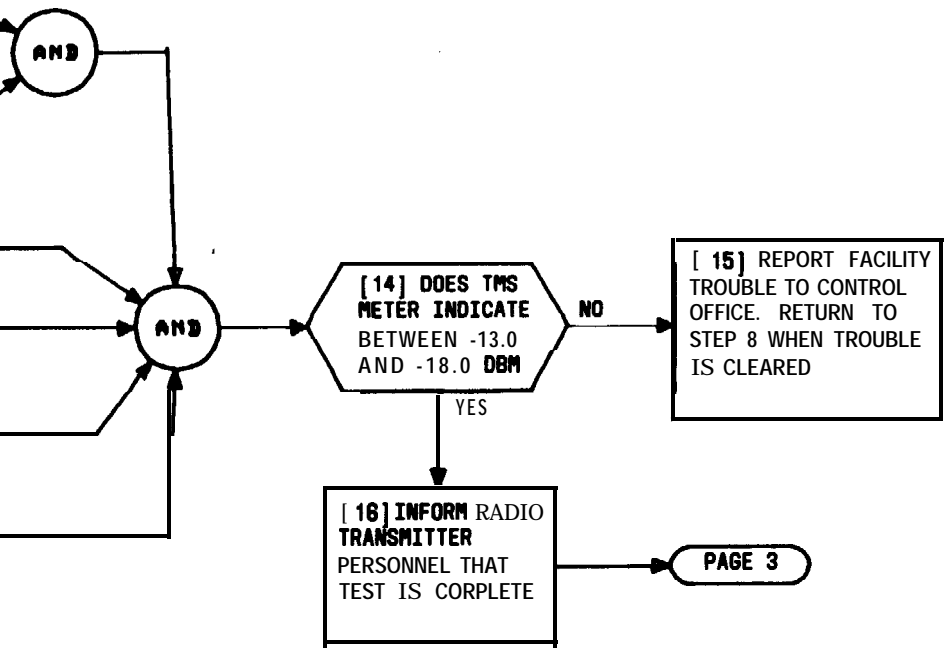 AND
AND
[14] DOES TMS
METER INDICATE
BETWEEN -13.0
AND -18.0 DBM
NO
YES
[ 15] REPORT FACILITY
TROUBLE TO CONTROL
OFFICE. RETURN TO
STEP 8 WHEN TROUBLE
IS CLEARED
[ 16] INFORM RADIO
TRANSMITTER
PERSONNEL THAT
TEST IS CORPLETE
PAGE 3